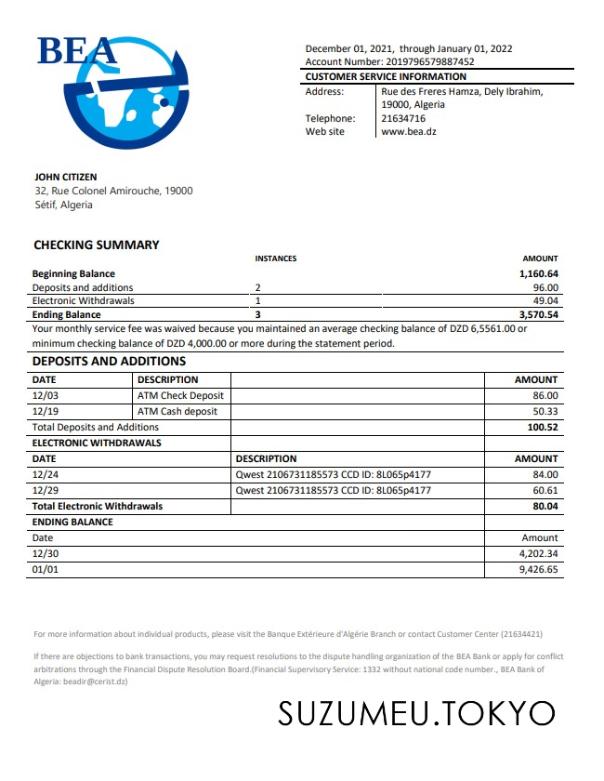 BEA
December 01, 2021, through January 01, 2022
Account Number: 2019796579887452
CUSTOMER SERVICE INFORMATION
Address: Rue des Freres Hamza, Dely Ibrahim,
19000, Algeria
Telephone: 21634716
Web site www.bea.dz
JOHN CITIZEN
32, Rue Colonel Amirouche, 19000
Sétif, Algeria
CHECKING SUMMARY
INSTANCES AMOUNT
Beginning Balance 1,160.64
Deposits and additions 2 96.00
Electronic Withdrawals 1 49.04
Ending Balance 3 3,570.54
Your monthly service fee was waived because you maintained an average checking balance of DZD 6,5561.00 or
minimum checking balance of DZD 4,000.00 or more during the statement period.
DEPOSITS AND ADDITIONS
DATE DESCRIPTION AMOUNT
12/03 ATM Check Deposit 86.00
12/19 ATM Cash deposit 50.33
Total Deposits and Additions 100.52
ELECTRONIC WITHDRAWALS
DATE DESCRIPTION AMOUNT
12/24 Qwest 2106731185573 CCD ID: 8L065p4177 84.00
12/29 Qwest 2106731185573 CCD ID: 8L065p4177 60.61
Total Electronic Withdrawals 80.04
ENDING BALANCE
Date Amount
12/30 4,202.34
01/01 9,426.65
For more information about individual products, please visit the Banque Extérieure d'Algérie Branch or contact Customer Center (21634421)
If there are objections to bank transactions, you may request resolutions to the dispute handling organization of the BEA Bank or apply for conflict
arbitrations through the Financial Dispute Resolution Board.(Financial Supervisory Service: 1332 without national code number., BEA Bank of
Algeria: beadir@cerist.dz)
SUZUMEU.TOKYO